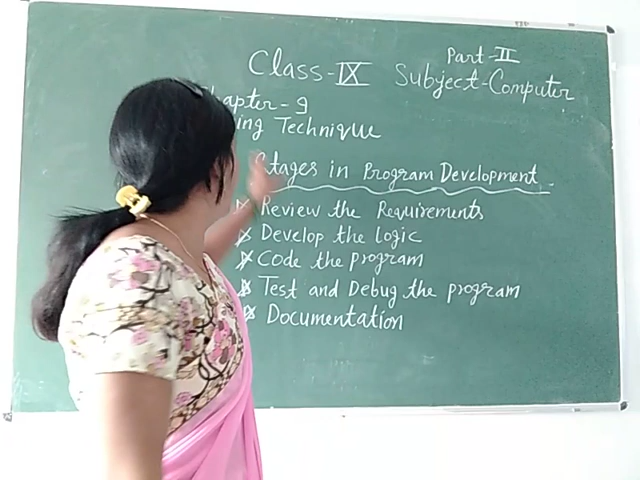 Part-II
Class-IX Subject-Computer
hapter-9
ing Technique
Stages in Program Development
Review the Requirements
Develop the logic
Code the program
Test and Debug the program
Documentation